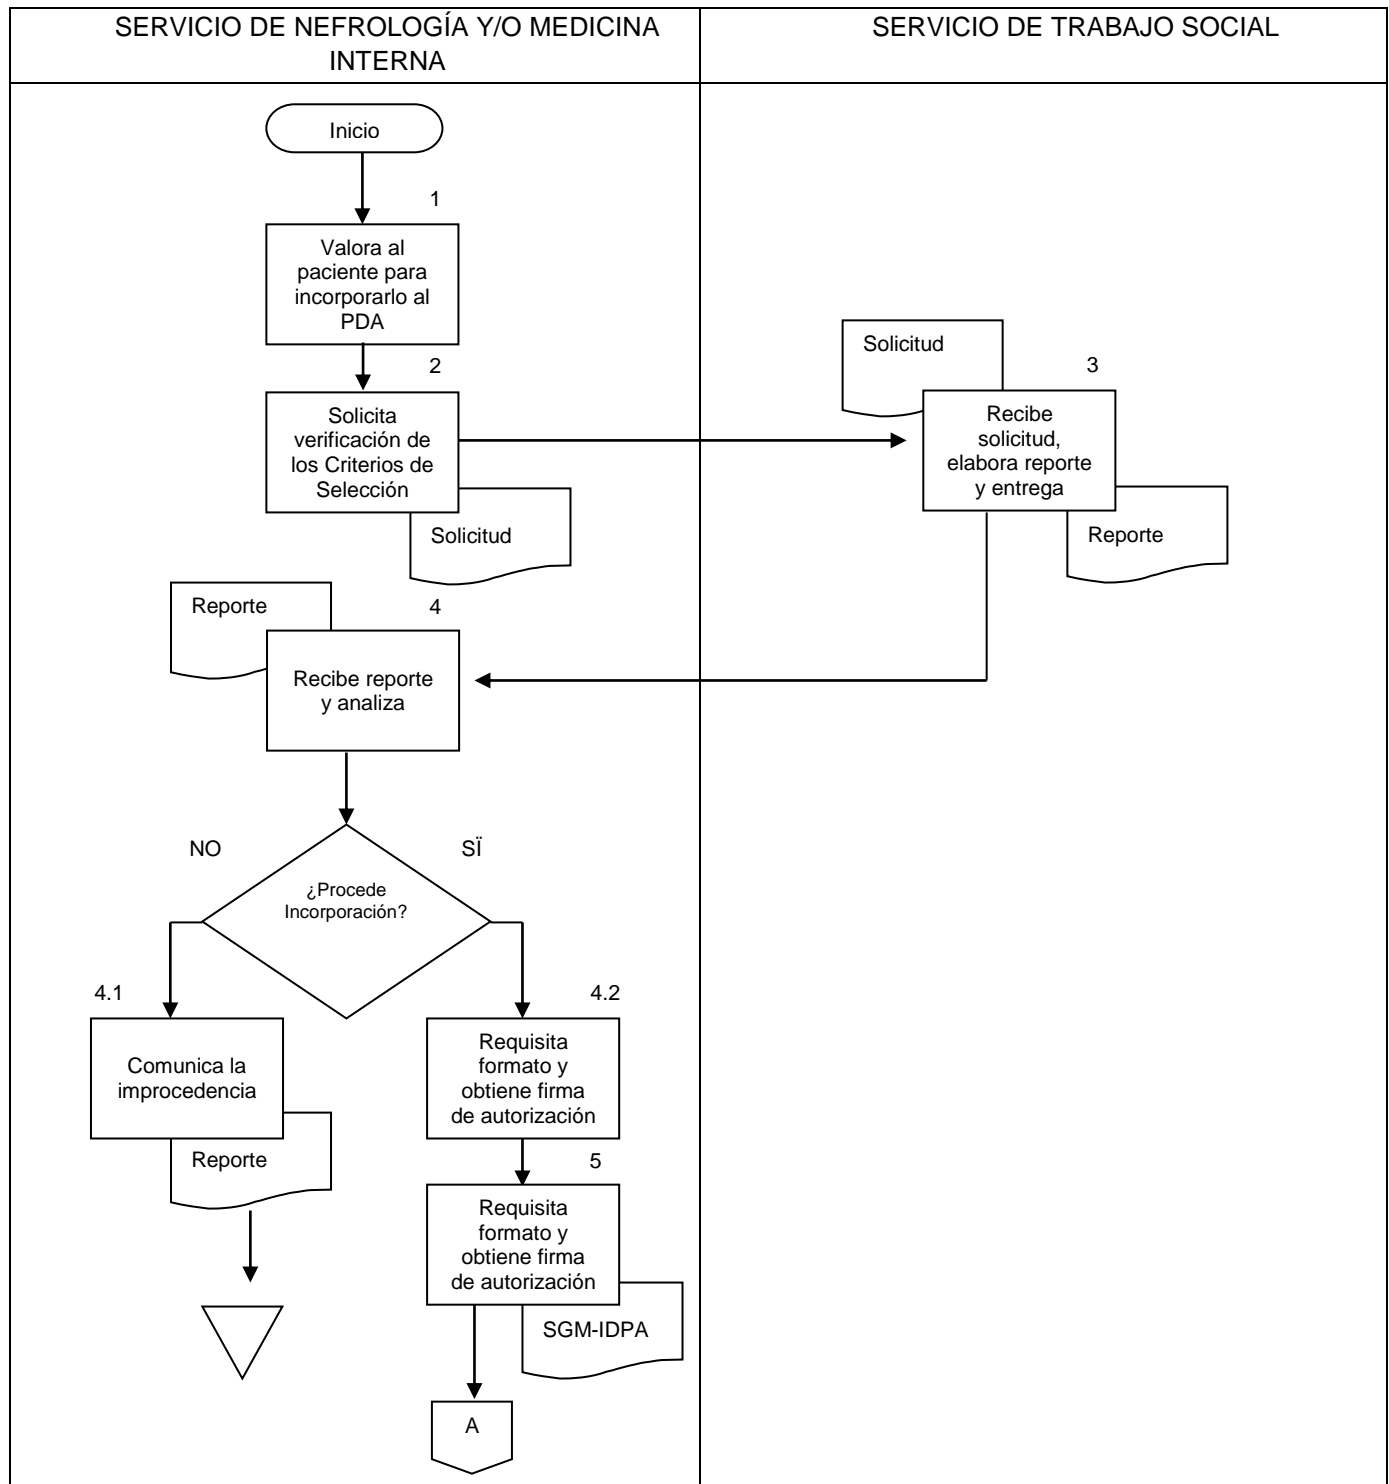 SERVICIO DE NEFROLOGÍA Y/O MEDICINA
INTERNA
SERVICIO DE TRABAJO SOCIAL
Inicio
1
Valora al
paciente para
incorporarlo al
PDA
2
Solicita
verificación de
los Criterios de
Selección
Solicitud
Solicitud
3
Recibe
solicitud,
elabora reporte
y entrega
Reporte
Reporte
4
Recibe reporte
y analiza
NO
SÏ
¿Procede
Incorporación?
4.1
Comunica la
improcedencia
Reporte
4.2
Requisita
formato y
obtiene firma
de autorización
5
Requisita
formato y
obtiene firma
de autorización
SGM-IDPA
A